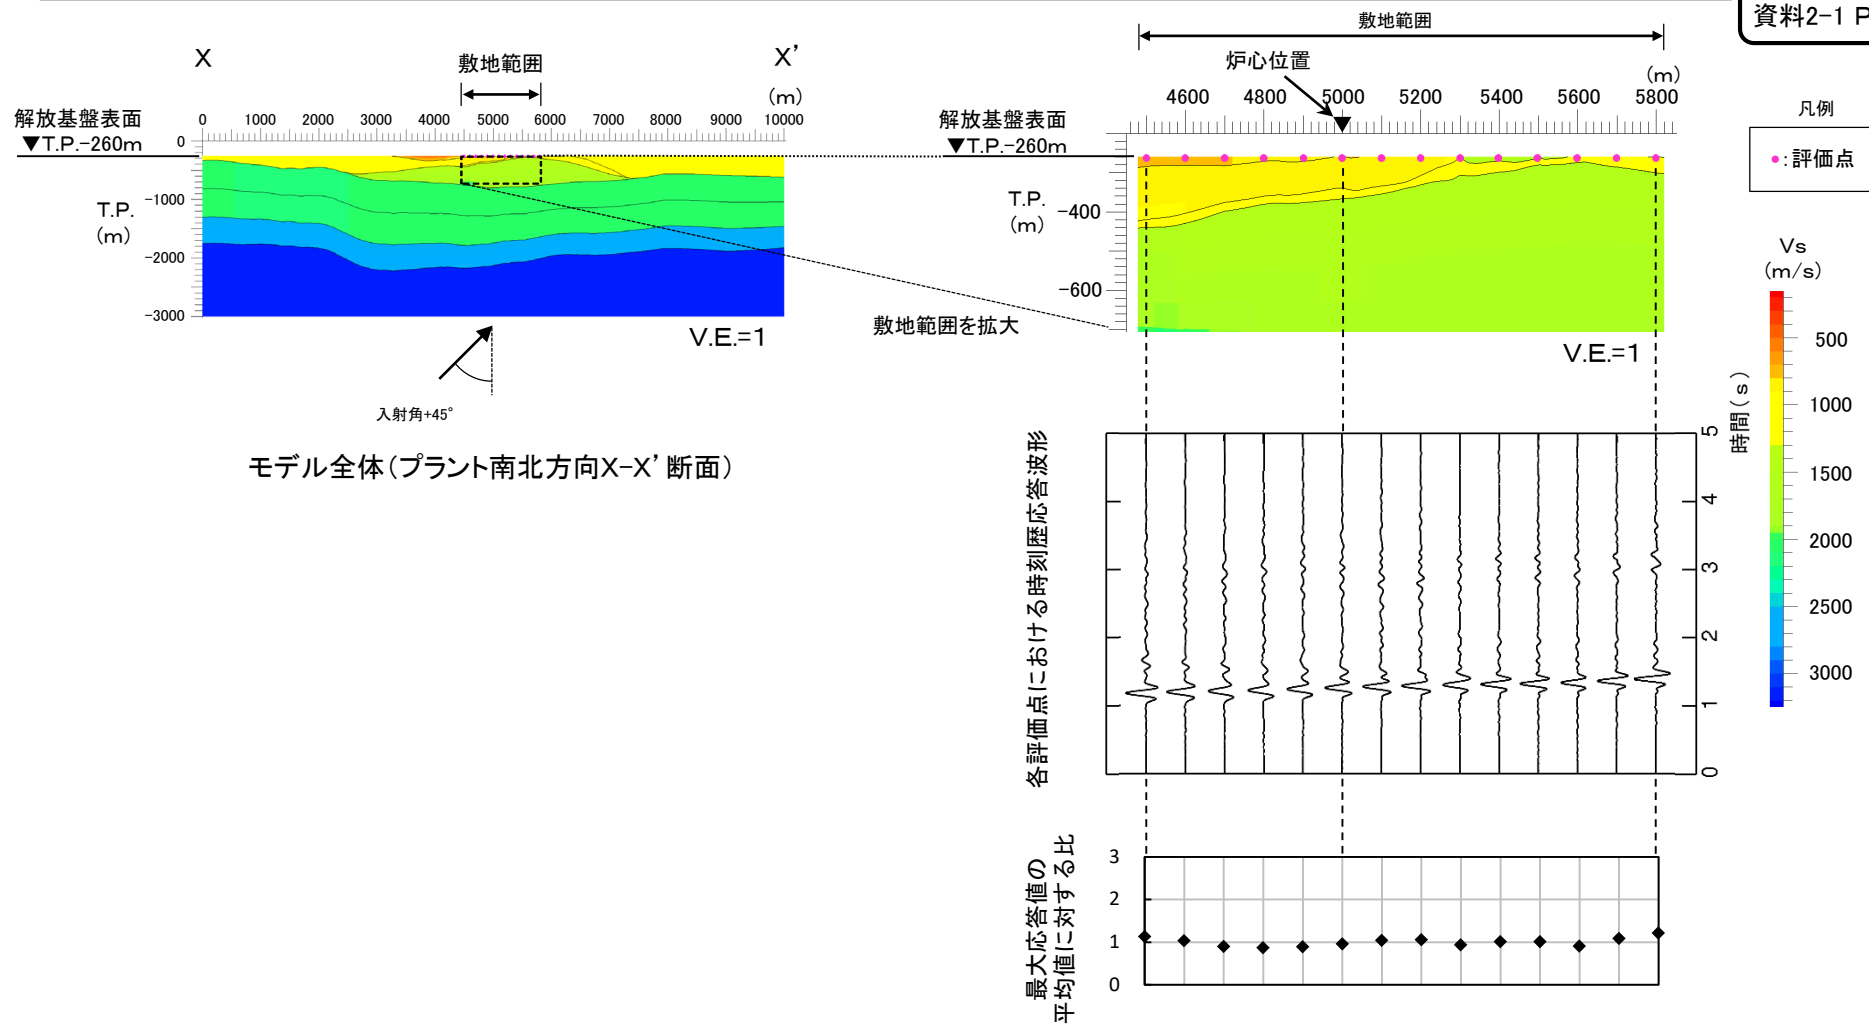 資料2-1 P
X
X'
敷地範囲
(m)
解放基盤表面
▼T.P.-260m
0 1000 2000 3000 4000 5000 6000 7000 8000 9000 10000
T.P.
(m)
0
-1000
-2000
-3000
V.E.=1
入射角+45°
モデル全体(プラント南北方向X-X'断面)
敷地範囲
炉心位置
(m)
4600 4800 5000 5200 5400 5600 5800
解放基盤表面
▼T.P.-260m
T.P.
(m)
-400
-600
敷地範囲を拡大
V.E.=1
凡例
●:評価点
Vs
(m/s)
500
1000
1500
2000
2500
3000
各評価点における時刻歴応答波形
時間(s)
5
4
3
2
1
0
最大応答値の
平均値に対する比
3
2
1
0